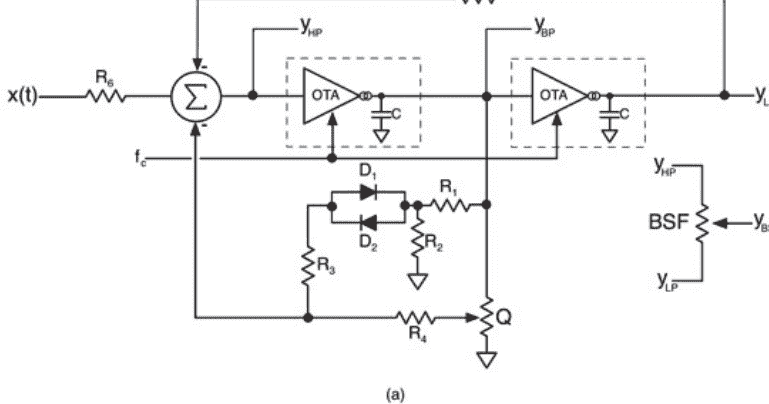 y_HP
y_BP
R_6
x(t)
Σ
-
-
OTA
C
OTA
C
y_L
f_c
D_1
D_2
R_1
R_2
R_3
R_4
Q
y_HP
BSF
y_B
y_LP
(a)